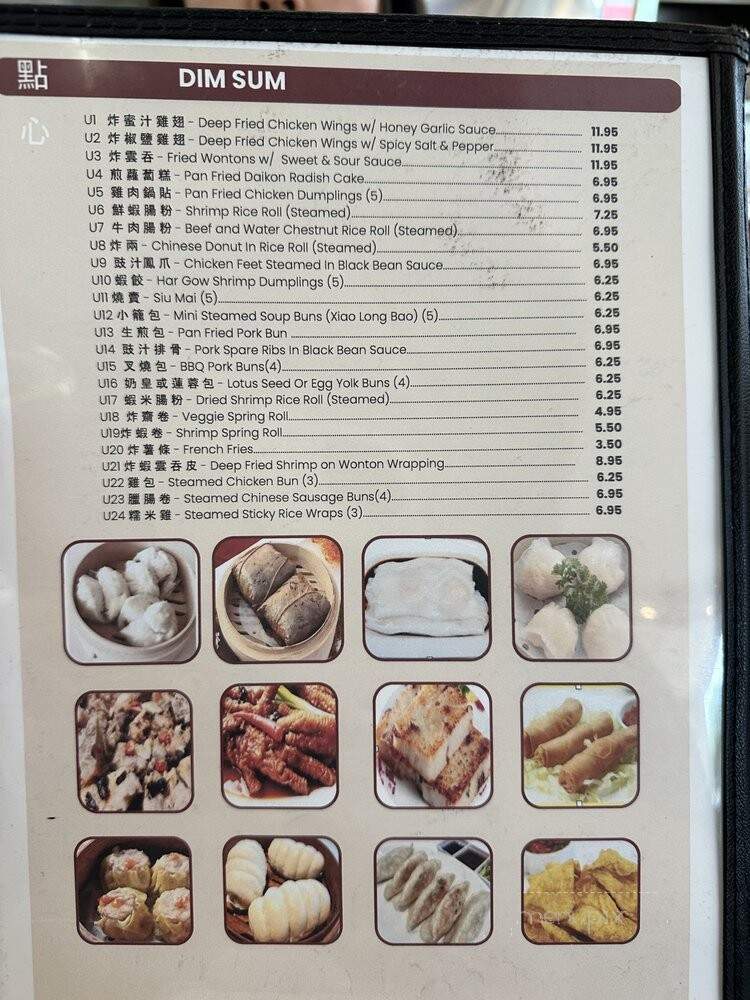 點心
DIM SUM
U1 炸蜜汁雞翅 - Deep Fried Chicken Wings w/ Honey Garlic Sauce 11.95
U2 炸椒鹽雞翅 - Deep Fried Chicken Wings w/ Spicy Salt & Pepper 11.95
U3 炸雲吞 - Fried Wontons w/ Sweet & Sour Sauce 11.95
U4 煎蘿蔔糕 - Pan Fried Daikon Radish Cake 6.95
U5 雞肉鍋貼 - Pan Fried Chicken Dumplings (5) 6.95
U6 鮮蝦腸粉 - Shrimp Rice Roll (Steamed) 7.25
U7 牛肉腸粉 - Beef and Water Chestnut Rice Roll (Steamed) 6.95
U8 炸兩 - Chinese Donut In Rice Roll (Steamed) 5.50
U9 豉汁鳳爪 - Chicken Feet Steamed In Black Bean Sauce 6.95
U10 蝦餃 - Har Gow Shrimp Dumplings (5) 6.25
U11 燒賣 - Siu Mai (5) 6.25
U12 小籠包 - Mini Steamed Soup Buns (Xiao Long Bao) (5) 6.25
U13 生煎包 - Pan Fried Pork Bun 6.95
U14 豉汁排骨 - Pork Spare Ribs In Black Bean Sauce 6.95
U15 叉燒包 - BBQ Pork Buns(4) 6.25
U16 奶皇或蓮蓉包 - Lotus Seed Or Egg Yolk Buns (4) 6.25
U17 蝦米腸粉 - Dried Shrimp Rice Roll (Steamed) 6.25
U18 炸齋卷 - Veggie Spring Roll 4.95
U19炸蝦卷 - Shrimp Spring Roll 5.50
U20 炸薯條 - French Fries 3.50
U21 炸蝦雲吞皮 - Deep Fried Shrimp on Wonton Wrapping 8.95
U22 雞包 - Steamed Chicken Bun (3) 6.25
U23 臘腸卷 - Steamed Chinese Sausage Buns(4) 6.95
U24 糯米雞 - Steamed Sticky Rice Wraps (3) 6.95